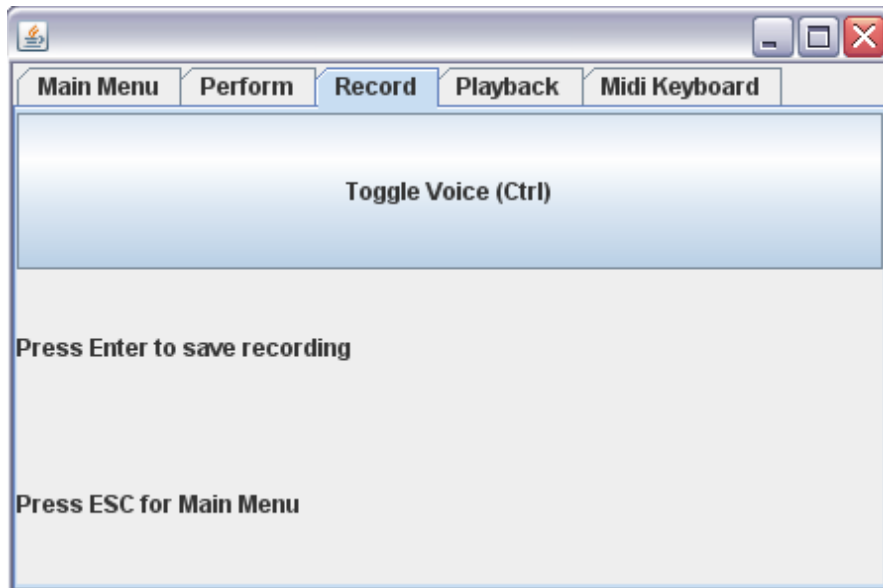 Main Menu Perform Record Playback Midi Keyboard
Toggle Voice (Ctrl)
Press Enter to save recording
Press ESC for Main Menu